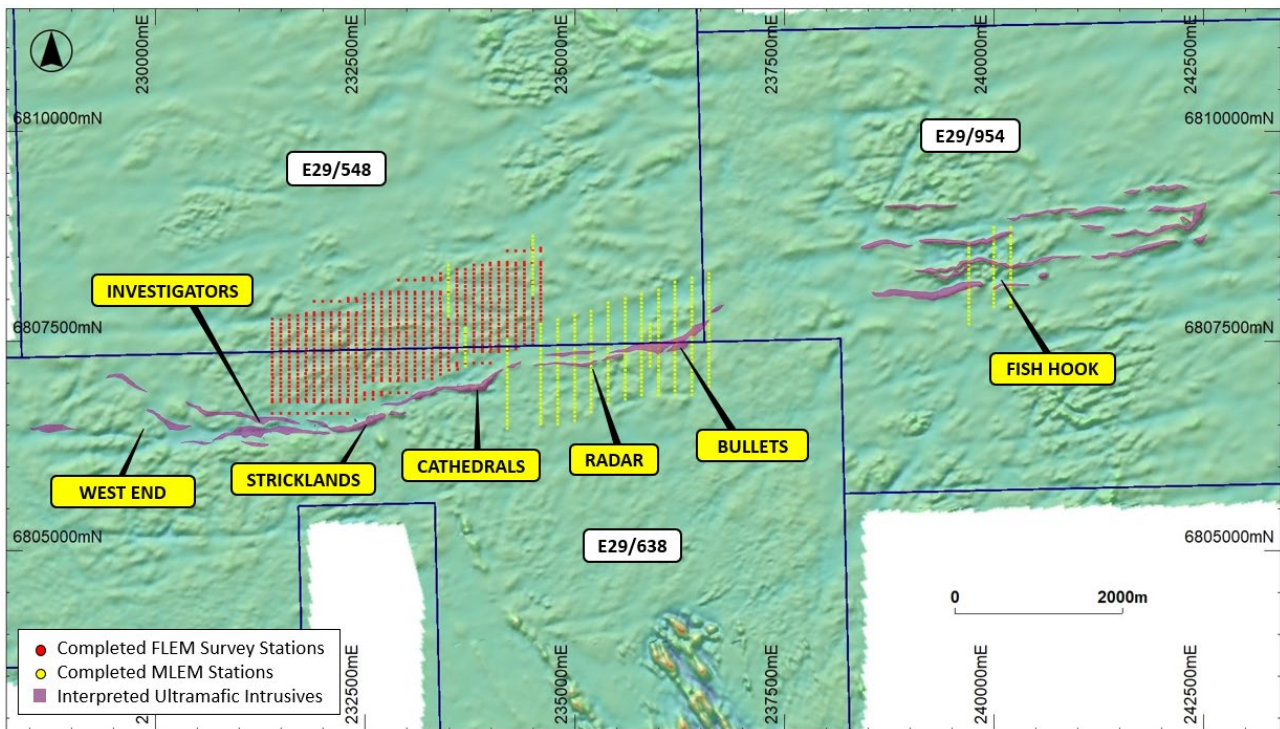 230000mE
232500mE
235000mE
237500mE
240000mE
242500mE
6810000mN
6810000mN
E29/954
E29/548
INVESTIGATORS
6807500mN
6807500mN
FISH HOOK
BULLETS
RADAR
CATHEDRALS
STRICKLANDS
WEST END
6805000mN
6805000mN
E29/638
0 2000m
Completed FLEM Survey Stations
Completed MLEM Stations
Interpreted Ultramafic Intrusives
232500mE
235000mE
237500mE
240000mE
242500mE